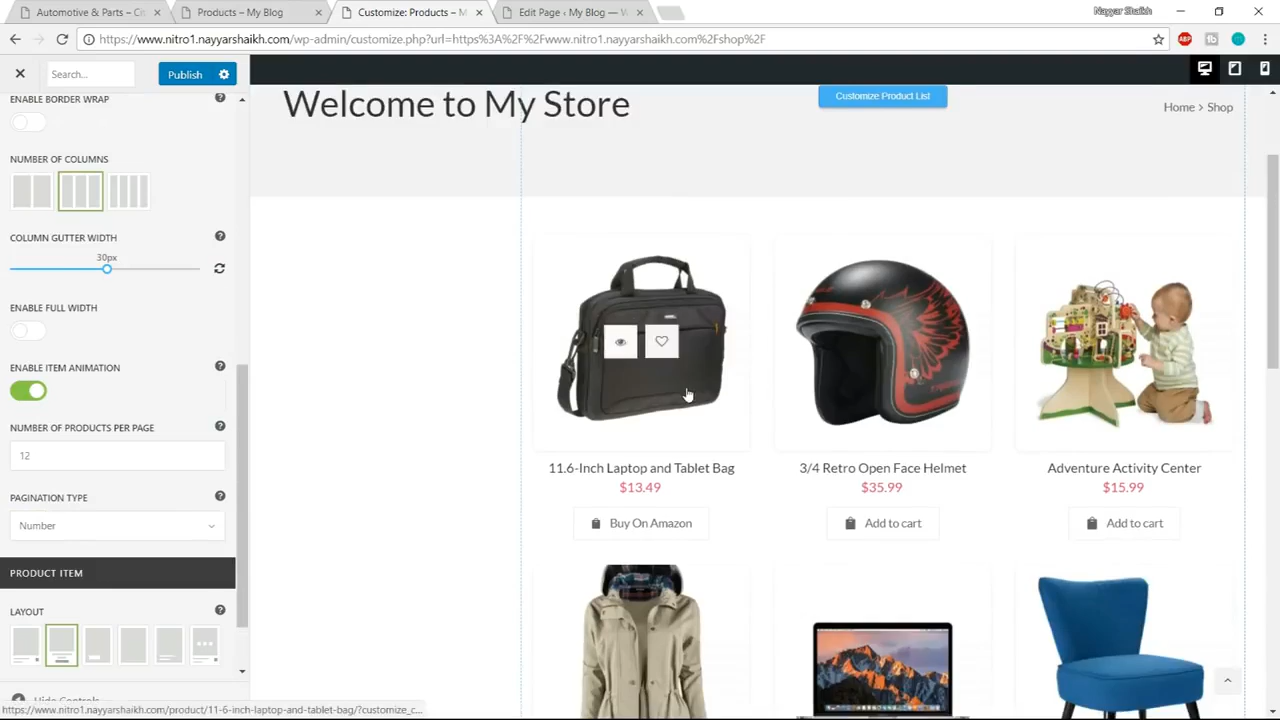 Automotive & Parts – Cit
Products – My Blog
Customize: Products – M
Edit Page ‹ My Blog — W
Nayyar Shaikh
https://www.nitro1.nayyarshaikh.com/wp-admin/customize.php?url=https%3A%2F%2Fwww.nitro1.nayyarshaikh.com%2Fshop%2F
ABP
Search...
Publish
ENABLE BORDER WRAP
NUMBER OF COLUMNS
COLUMN GUTTER WIDTH
30px
ENABLE FULL WIDTH
ENABLE ITEM ANIMATION
NUMBER OF PRODUCTS PER PAGE
12
PAGINATION TYPE
Number
PRODUCT ITEM
LAYOUT
Hide Controls
Welcome to My Store
Customize Product List
Home > Shop
11.6-Inch Laptop and Tablet Bag
$13.49
Buy On Amazon
3/4 Retro Open Face Helmet
$35.99
Add to cart
Adventure Activity Center
$15.99
Add to cart
https://www.nitro1.nayyarshaikh.com/product/11-6-inch-laptop-and-tablet-bag/?customize_c...